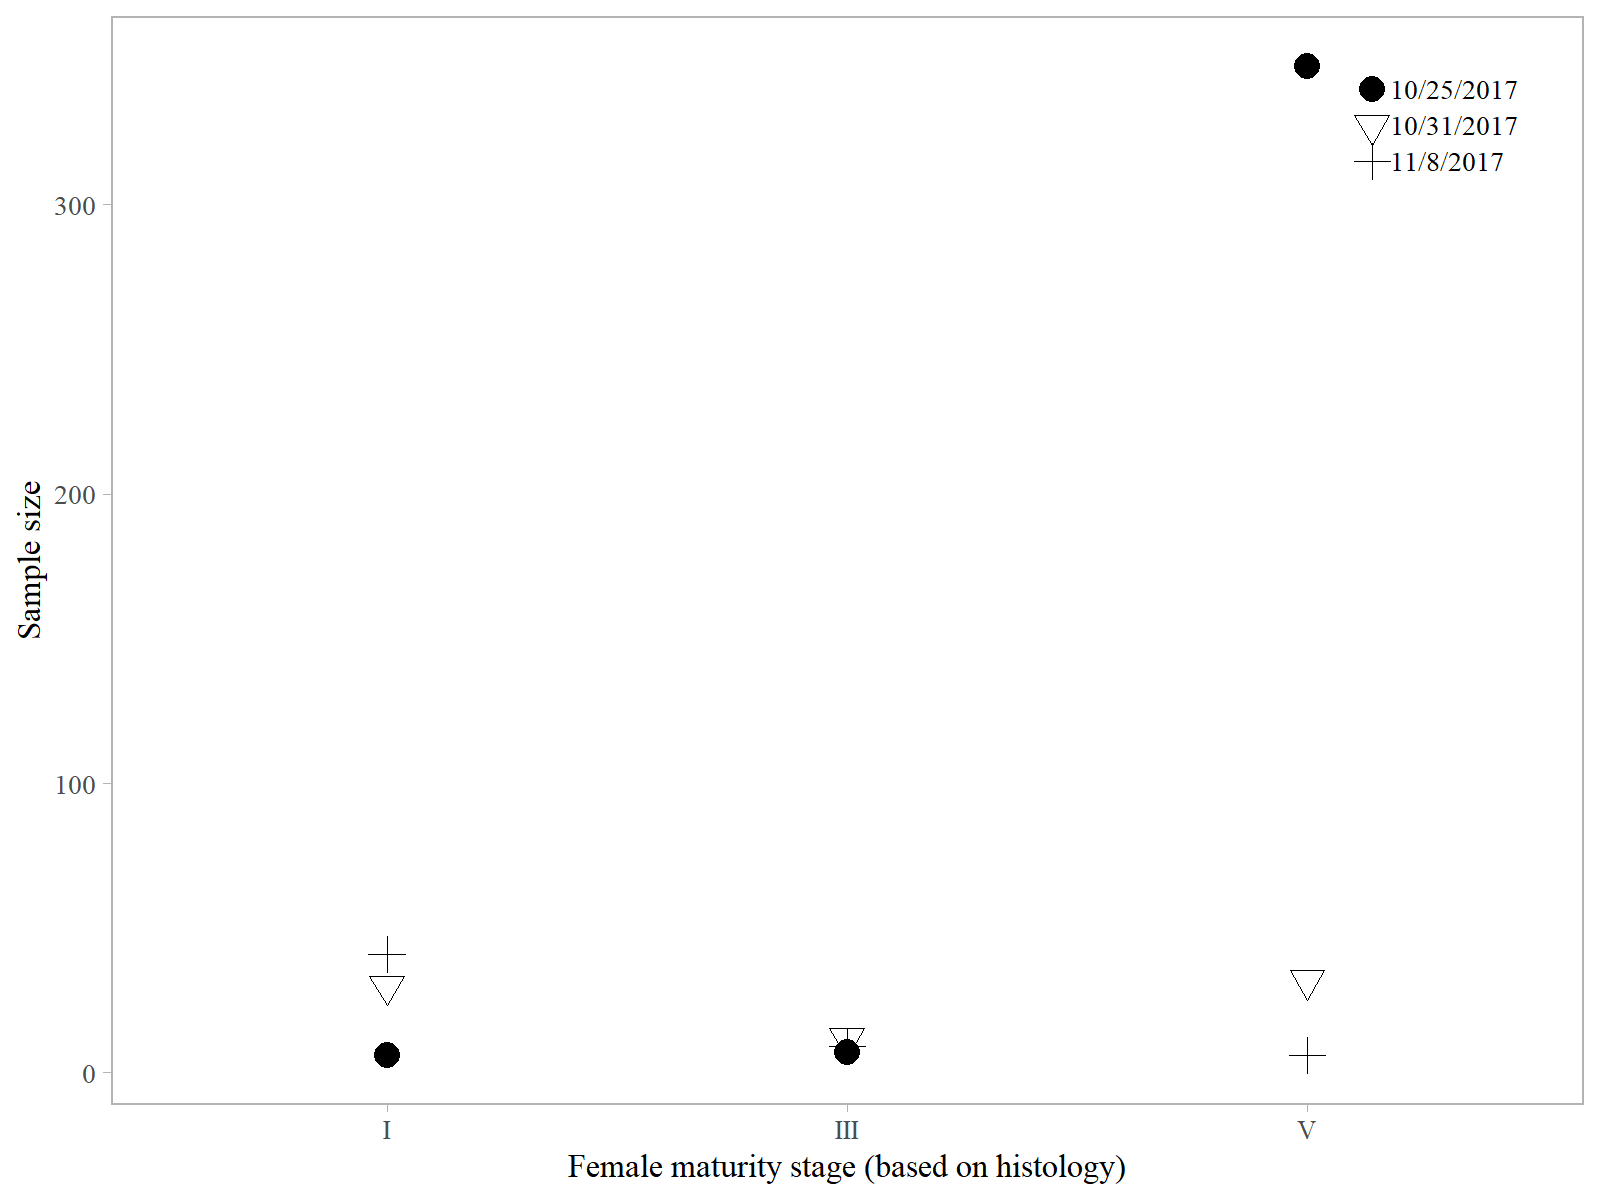 10/25/2017
10/31/2017
11/8/2017
300
200
100
0
Sample size
I III V
Female maturity stage (based on histology)